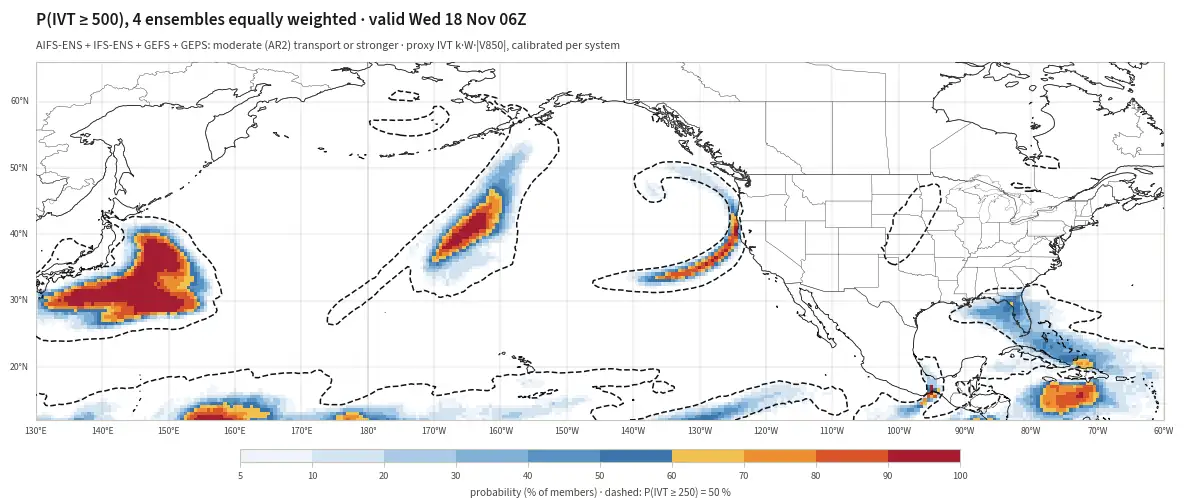 P(IVT ≥ 500), 4 ensembles equally weighted · valid Wed 18 Nov 06Z
AIFS-ENS + IFS-ENS + GEFS + GEPS: moderate (AR2) transport or stronger · proxy IVT k·W·|V850|, calibrated per system
60°N
50°N
40°N
30°N
20°N
130°E 140°E 150°E 160°E 170°E 180° 170°W 160°W 150°W 140°W 130°W 120°W 110°W 100°W 90°W 80°W 70°W 60°W
5 10 20 30 40 50 60 70 80 90 100
probability (% of members) · dashed: P(IVT ≥ 250) = 50 %